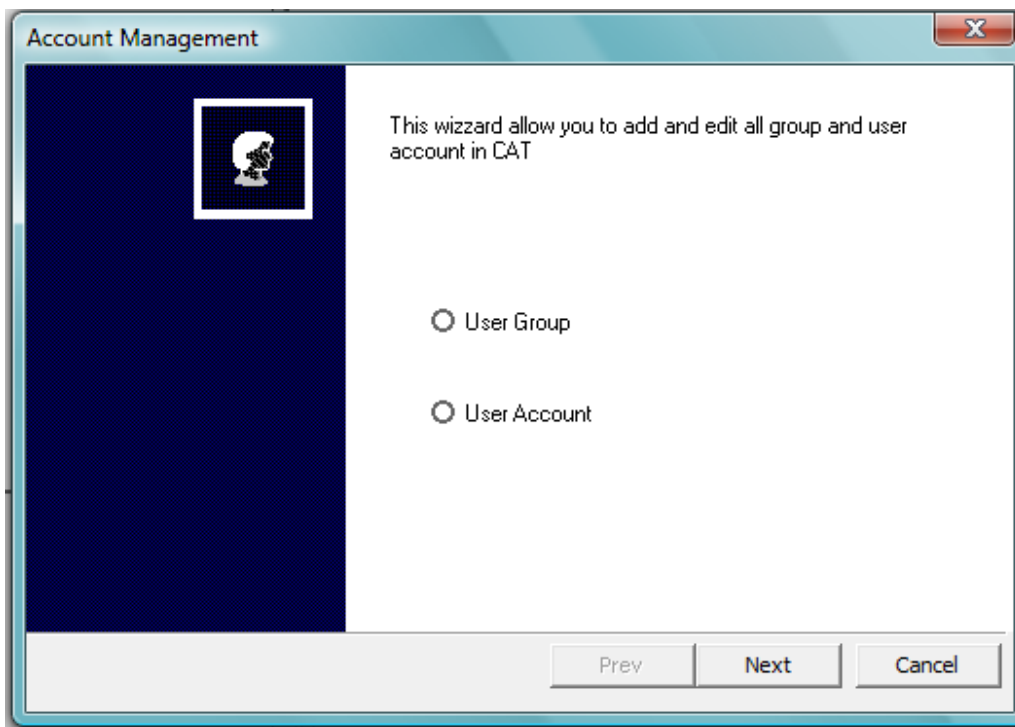 Account Management
This wizzard allow you to add and edit all group and user
account in CAT
User Group
User Account
Prev Next Cancel